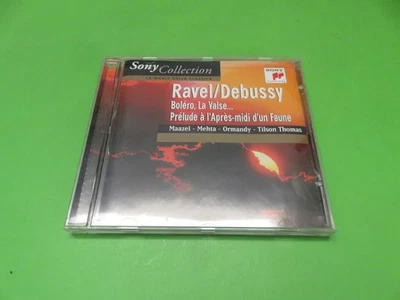 Sony Collection
SONY
Ravel/Debussy
Boléro, La Valse...
Prélude à l'Après-midi d'un Faune
Maazel - Mehta - Ormandy - Tilson Thomas